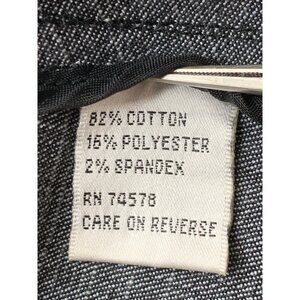 82% COTTON
16% POLYESTER
2% SPANDEX
RN 74578
CARE ON REVERSE